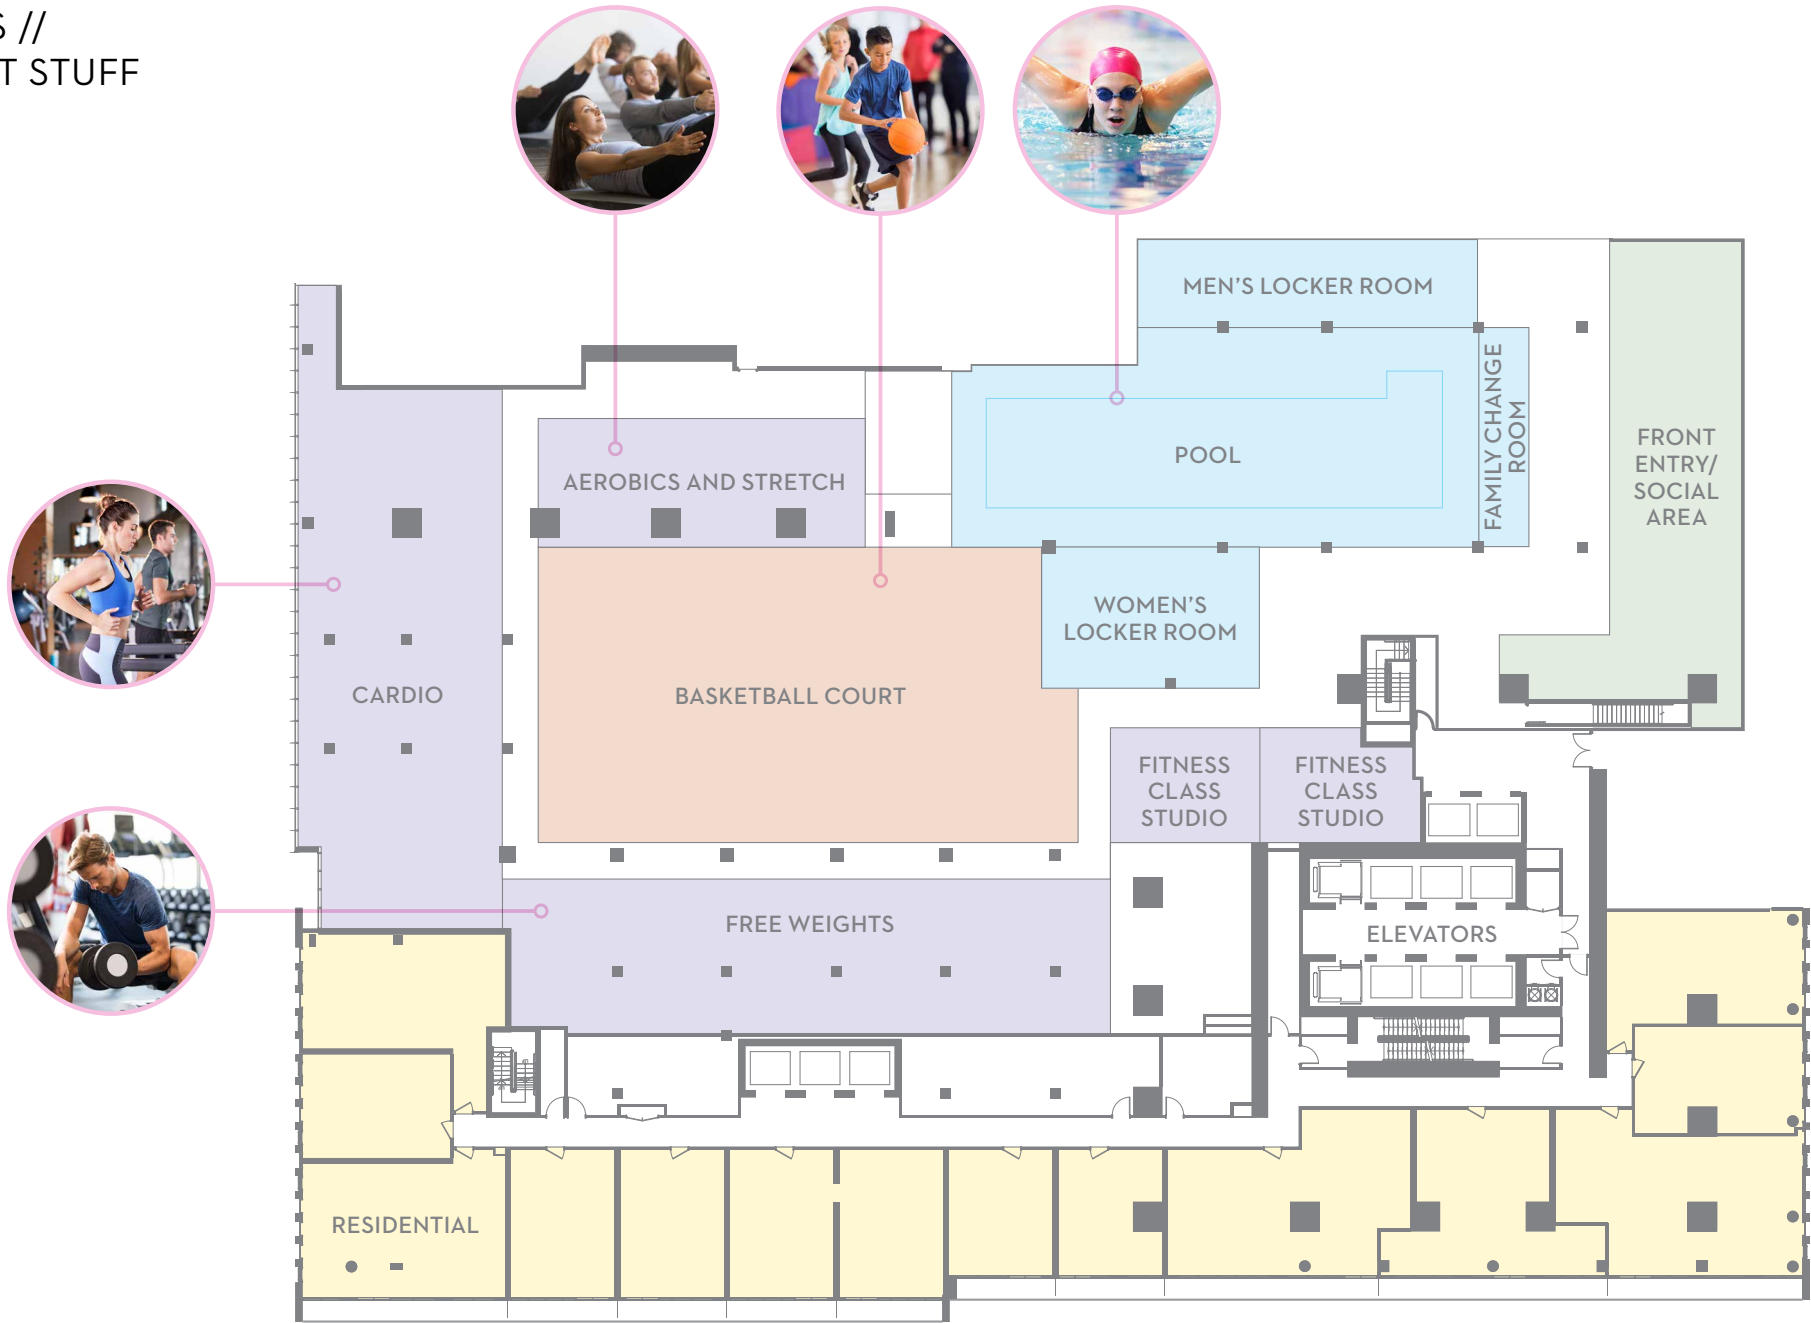 S //
T STUFF
MEN'S LOCKER ROOM
FAMILY CHANGE
ROOM
POOL
FRONT
ENTRY/
SOCIAL
AREA
AEROBICS AND STRETCH
WOMEN'S
LOCKER ROOM
CARDIO
BASKETBALL COURT
FITNESS
CLASS
STUDIO
FITNESS
CLASS
STUDIO
FREE WEIGHTS
ELEVATORS
RESIDENTIAL